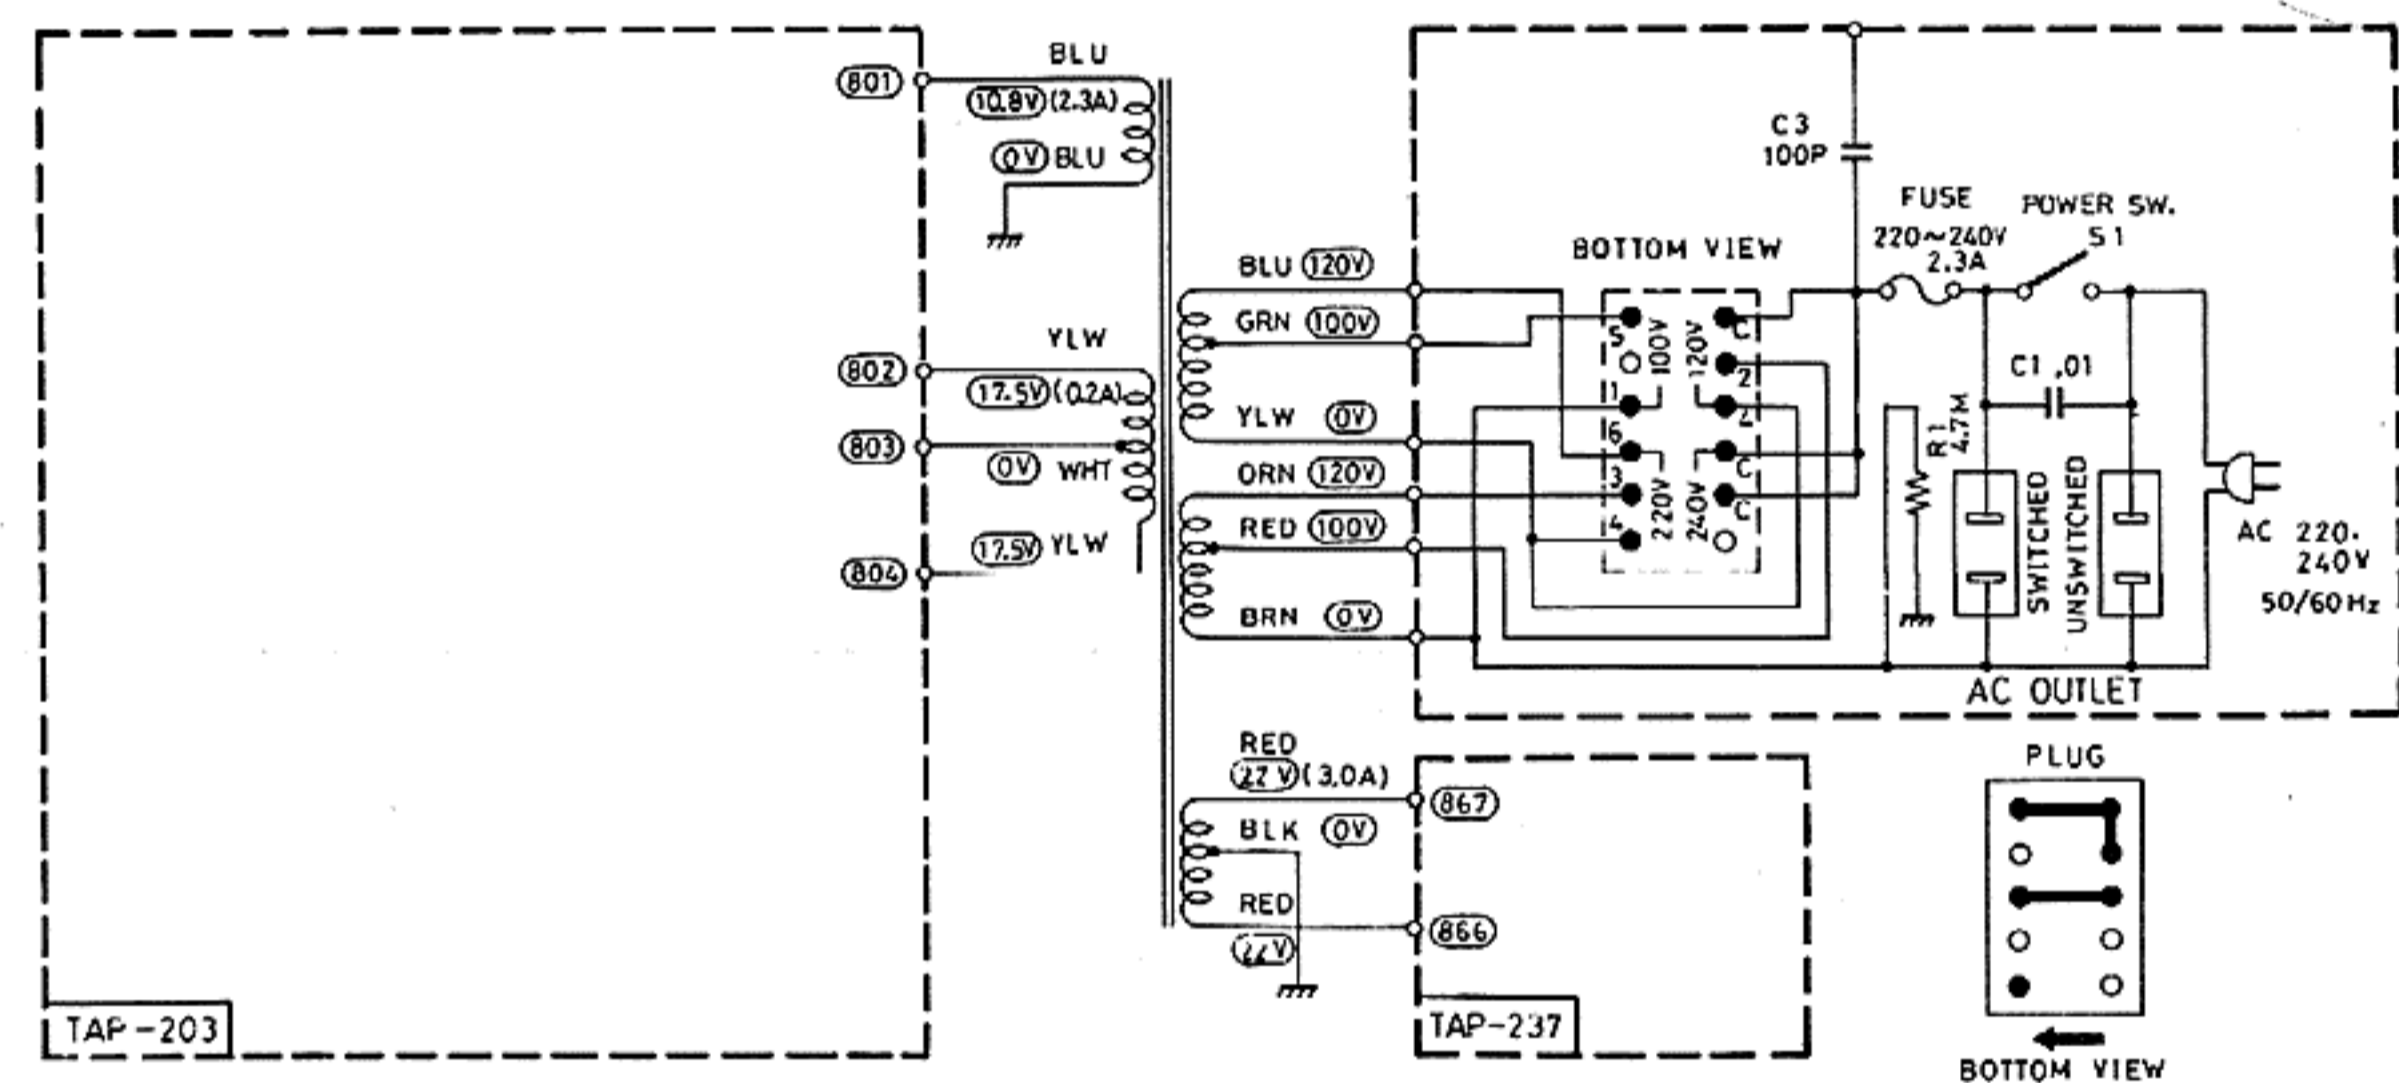 BLU
801
10.8V (2.3A)
0V BLU
YLW
802
17.5V (0.2A)
803
0V WHT
17.5V YLW
804
TAP-203
BLU 120V
GRN 100V
YLW 0V
ORN 120V
RED 100V
BRN 0V
RED
22V (3.0A)
867
BLK 0V
RED
866
22V
TAP-237
C3
100P
FUSE
220~240V
2.3A
POWER SW.
S1
BOTTOM VIEW
5
C
100V
120V
2
1
6
C
3
C
4
220V
240V
C1 .01
R1
4.7M
SWITCHED
UNSWITCHED
AC 220.
240V
50/60Hz
AC OUTLET
PLUG
BOTTOM VIEW